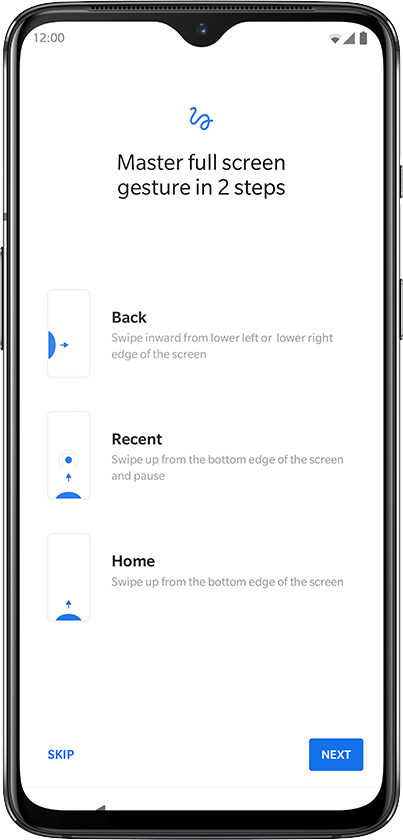 12:00
Master full screen
gesture in 2 steps
Back
Swipe inward from lower left or lower right
edge of the screen
Recent
Swipe up from the bottom edge of the screen
and pause
Home
Swipe up from the bottom edge of the screen
SKIP
NEXT